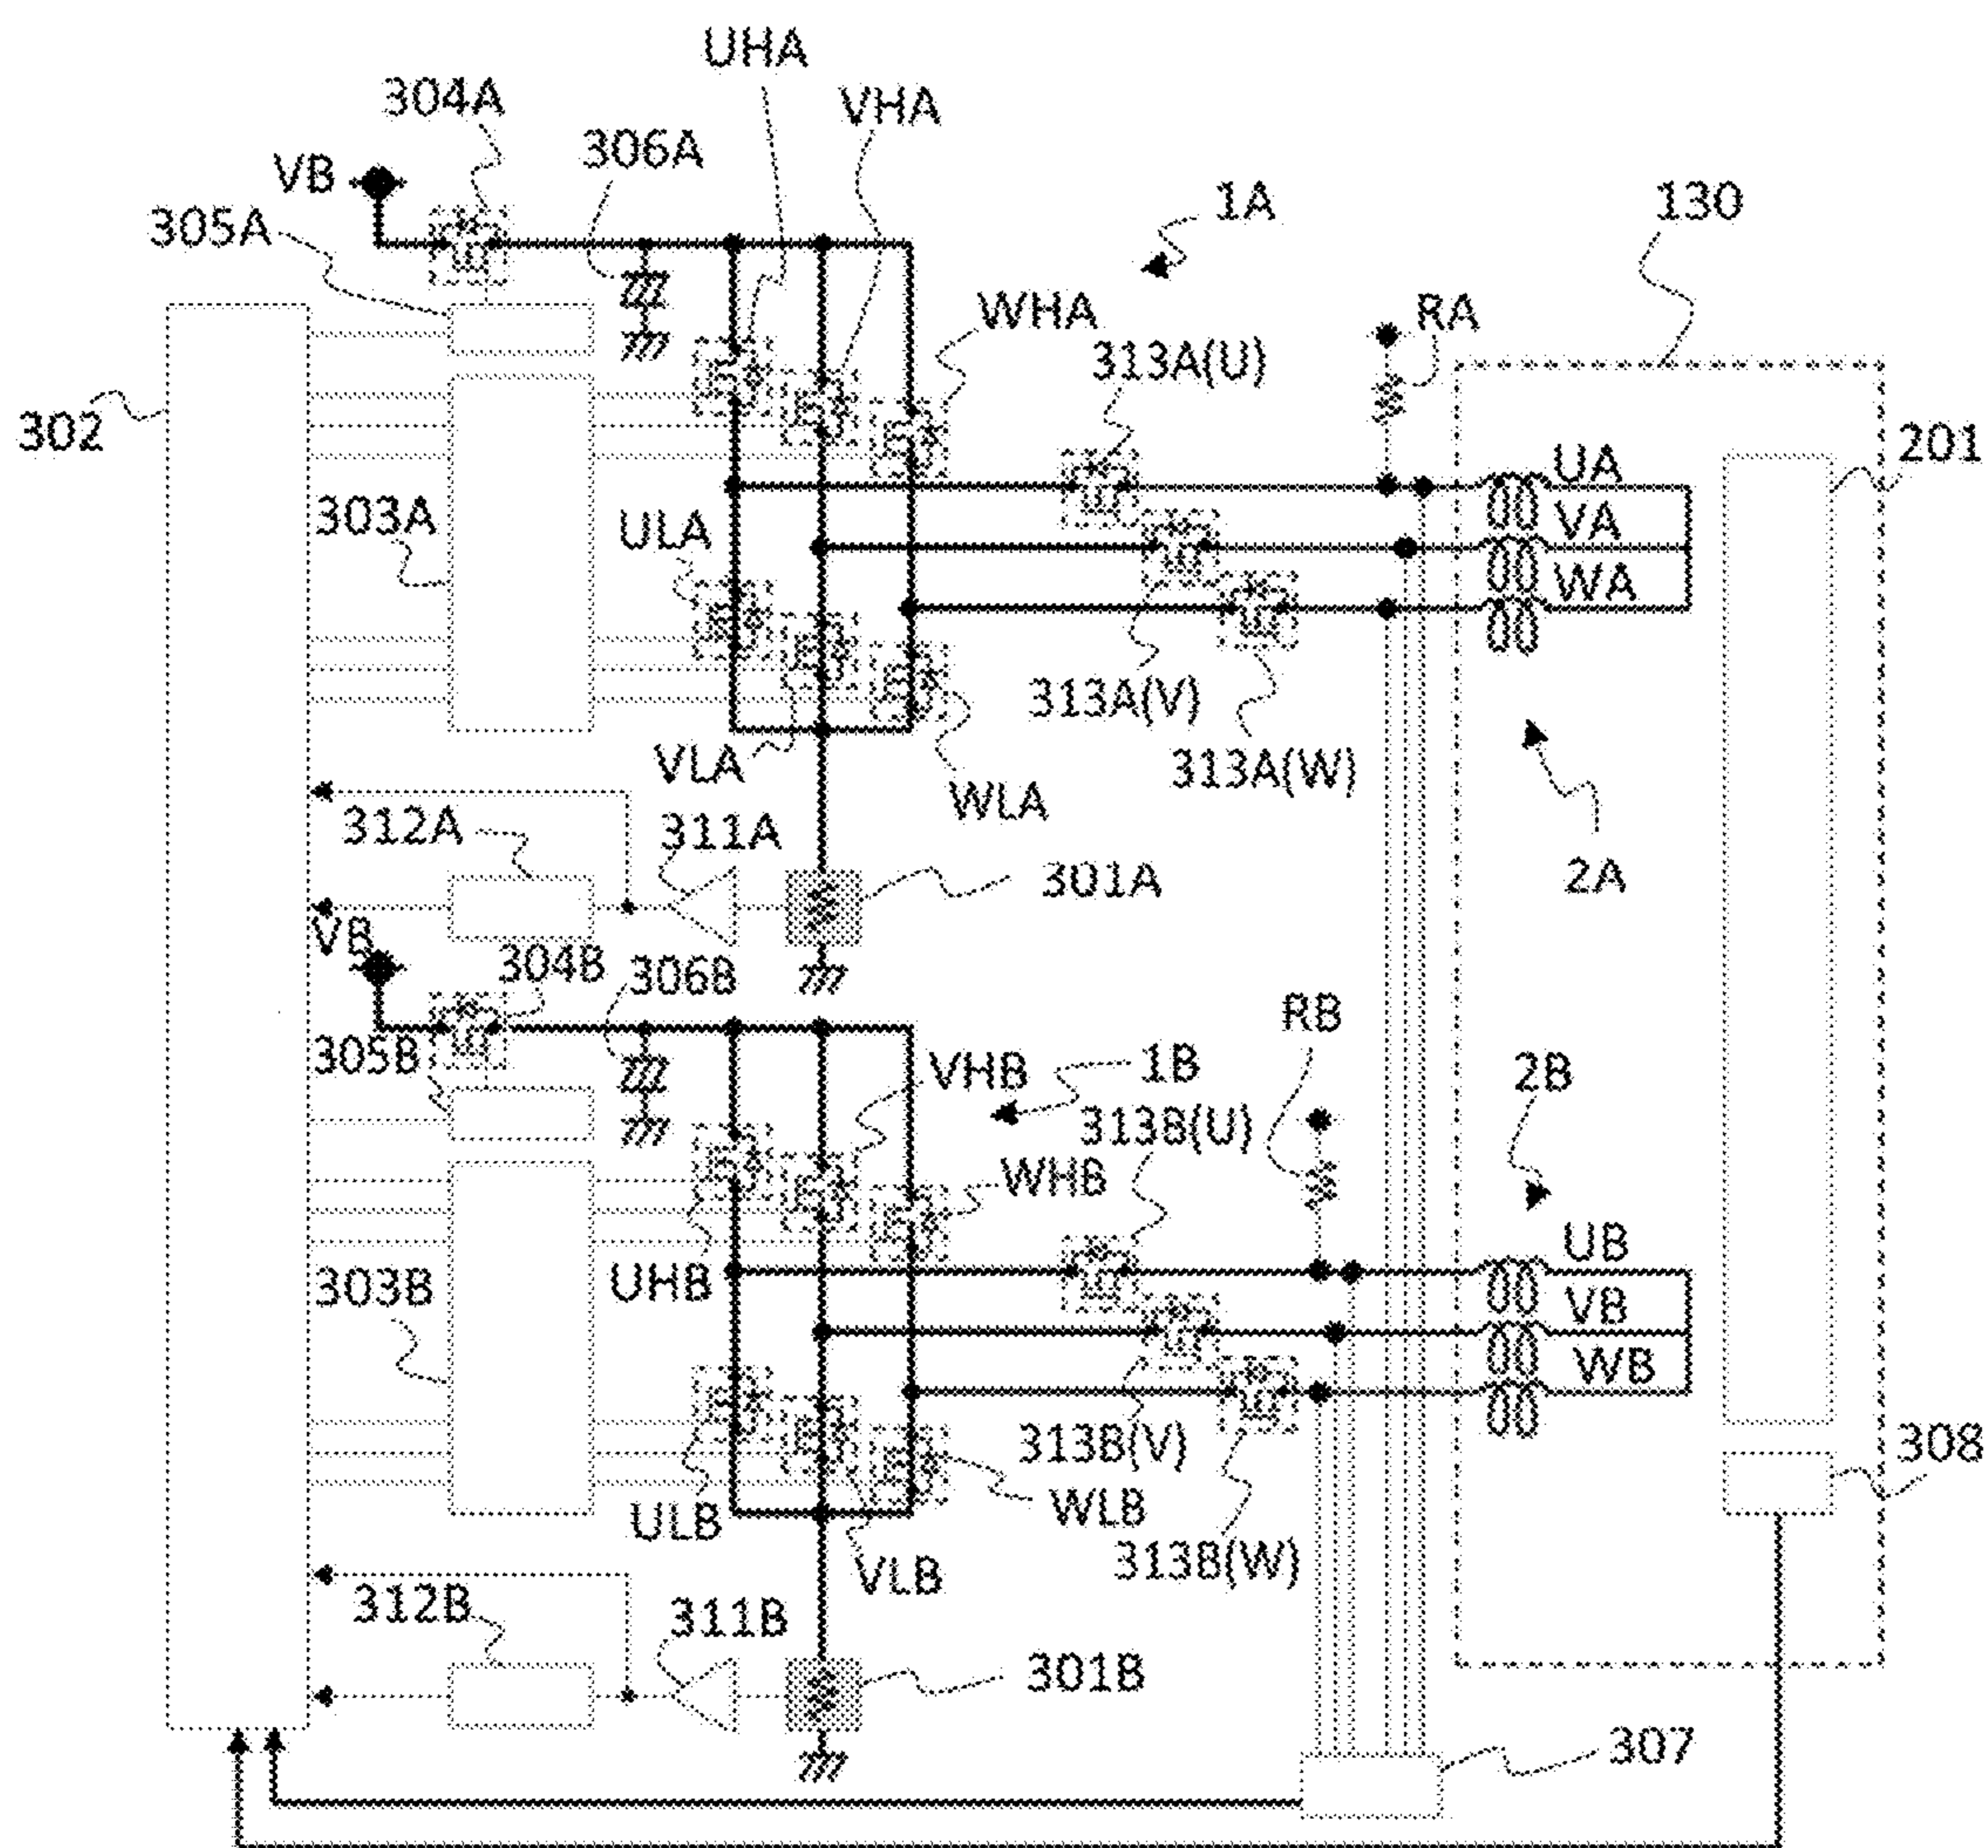 UHA
304A
VHA
306A
VB
1A
130
305A
WHA
RA
313A(U)
302
201
UA
303A
ULA
VA
WA
313A(V)
VLA
313A(W)
WLA
312A
311A
301A
2A
VB
304B
306B
RB
305B
VHB
1B
2B
313B(U)
WHB
UB
303B
UHB
VB
WB
313B(V)
308
WLB
ULB
313B(W)
VLB
312B
311B
301B
307